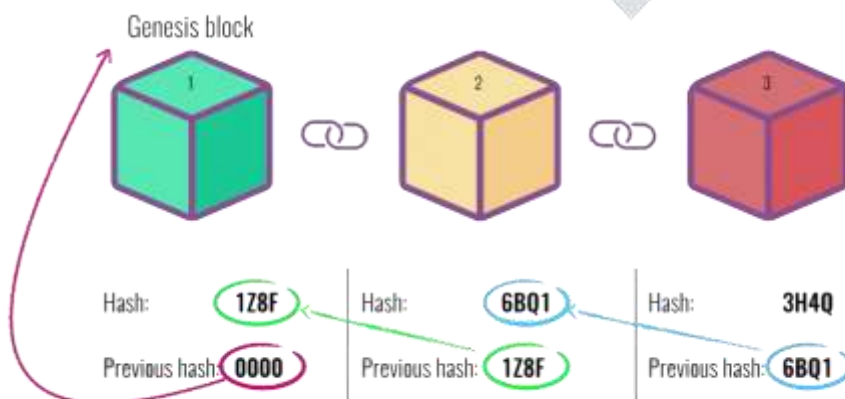 Genesis block
1
2
3
Hash: 1Z8F
Hash: 6BQ1
Hash: 3H4Q
Previous hash: 0000
Previous hash: 1Z8F
Previous hash: 6BQ1